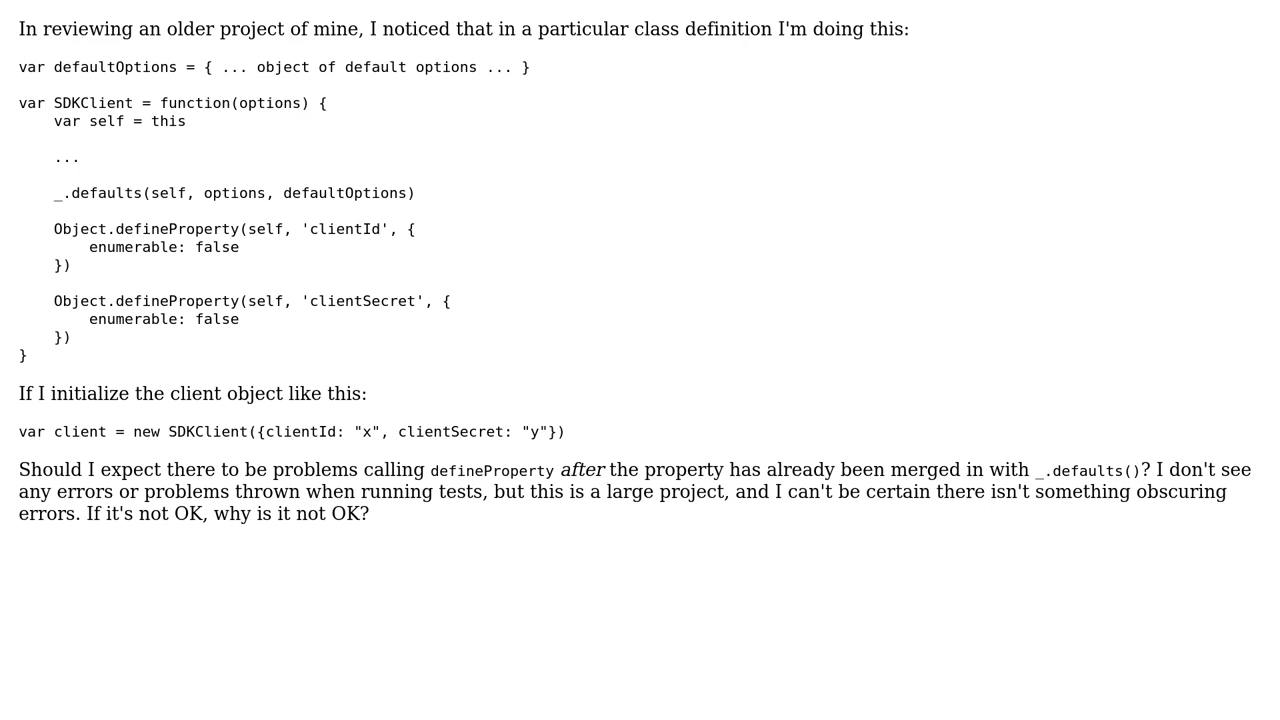 In reviewing an older project of mine, I noticed that in a particular class definition I'm doing this:
var defaultOptions = { ... object of default options ... }
var SDKClient = function(options) {
    var self = this
    ...
    _.defaults(self, options, defaultOptions)
    Object.defineProperty(self, 'clientId', {
        enumerable: false
    })
    Object.defineProperty(self, 'clientSecret', {
        enumerable: false
    })
}
If I initialize the client object like this:
var client = new SDKClient({clientId: "x", clientSecret: "y"})
Should I expect there to be problems calling defineProperty after the property has already been merged in with _.defaults()? I don't see
any errors or problems thrown when running tests, but this is a large project, and I can't be certain there isn't something obscuring
errors. If it's not OK, why is it not OK?